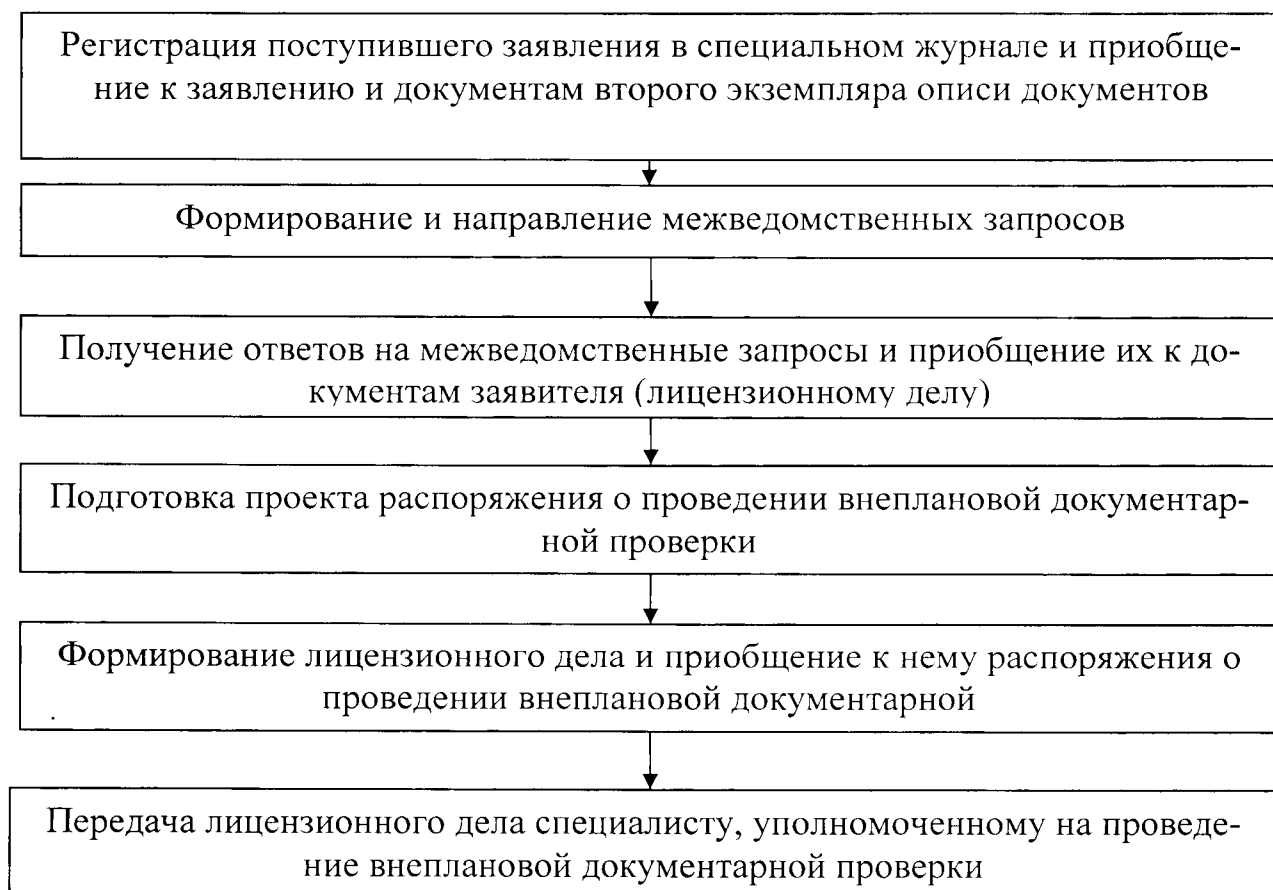 Регистрация поступившего заявления в специальном журнале и приобще-
ние к заявлению и документам второго экземпляра описи документов
Формирование и направление межведомственных запросов
Получение ответов на межведомственные запросы и приобщение их к до-
кументам заявителя (лицензионному делу)
Подготовка проекта распоряжения о проведении внеплановой документар-
ной проверки
Формирование лицензионного дела и приобщение к нему распоряжения о
проведении внеплановой документарной
Передача лицензионного дела специалисту, уполномоченному на проведе-
ние внеплановой документарной проверки